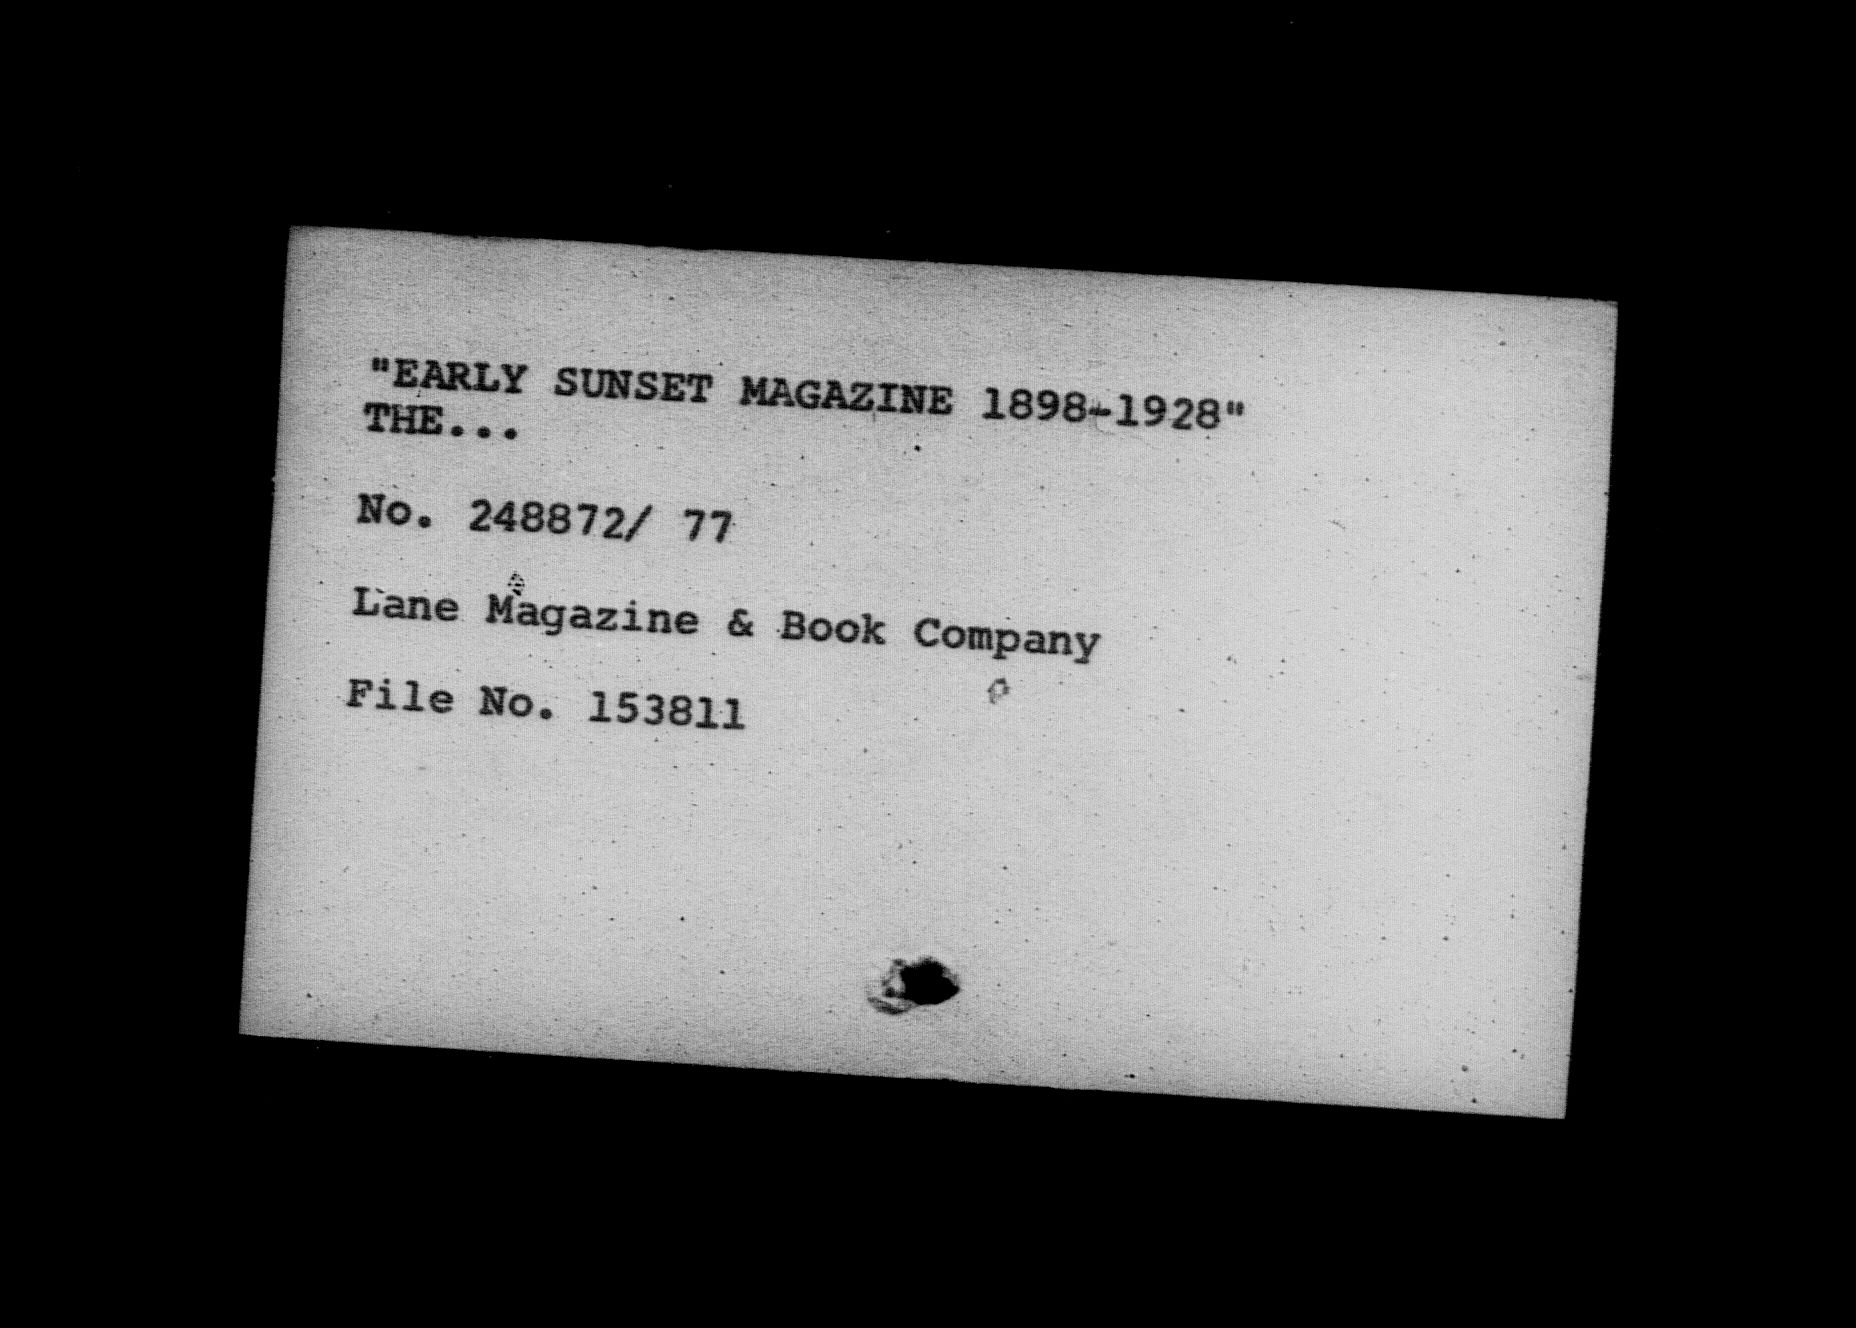 "EARLY SUNSET MAGAZINE 1898-1928"
THE...
No. 248872/ 77
Lane Magazine & Book Company
File No. 153811